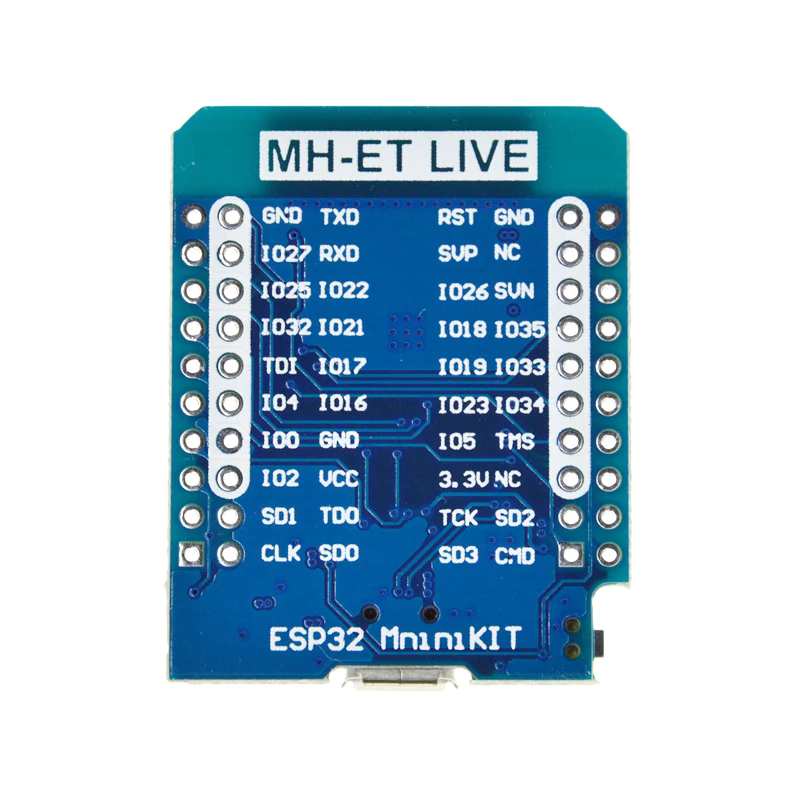 MH-ET LIVE
GND TXD RST GND
IO27 RXD SVP NC
IO25 IO22 IO26 SVN
IO32 IO21 IO18 IO35
TDI IO17 IO19 IO33
IO4 IO16 IO23 IO34
IO0 GND IO5 TMS
IO2 VCC 3.3V NC
SD1 TDO TCK SD2
CLK SD0 SD3 CMD
ESP32 MniniKIT